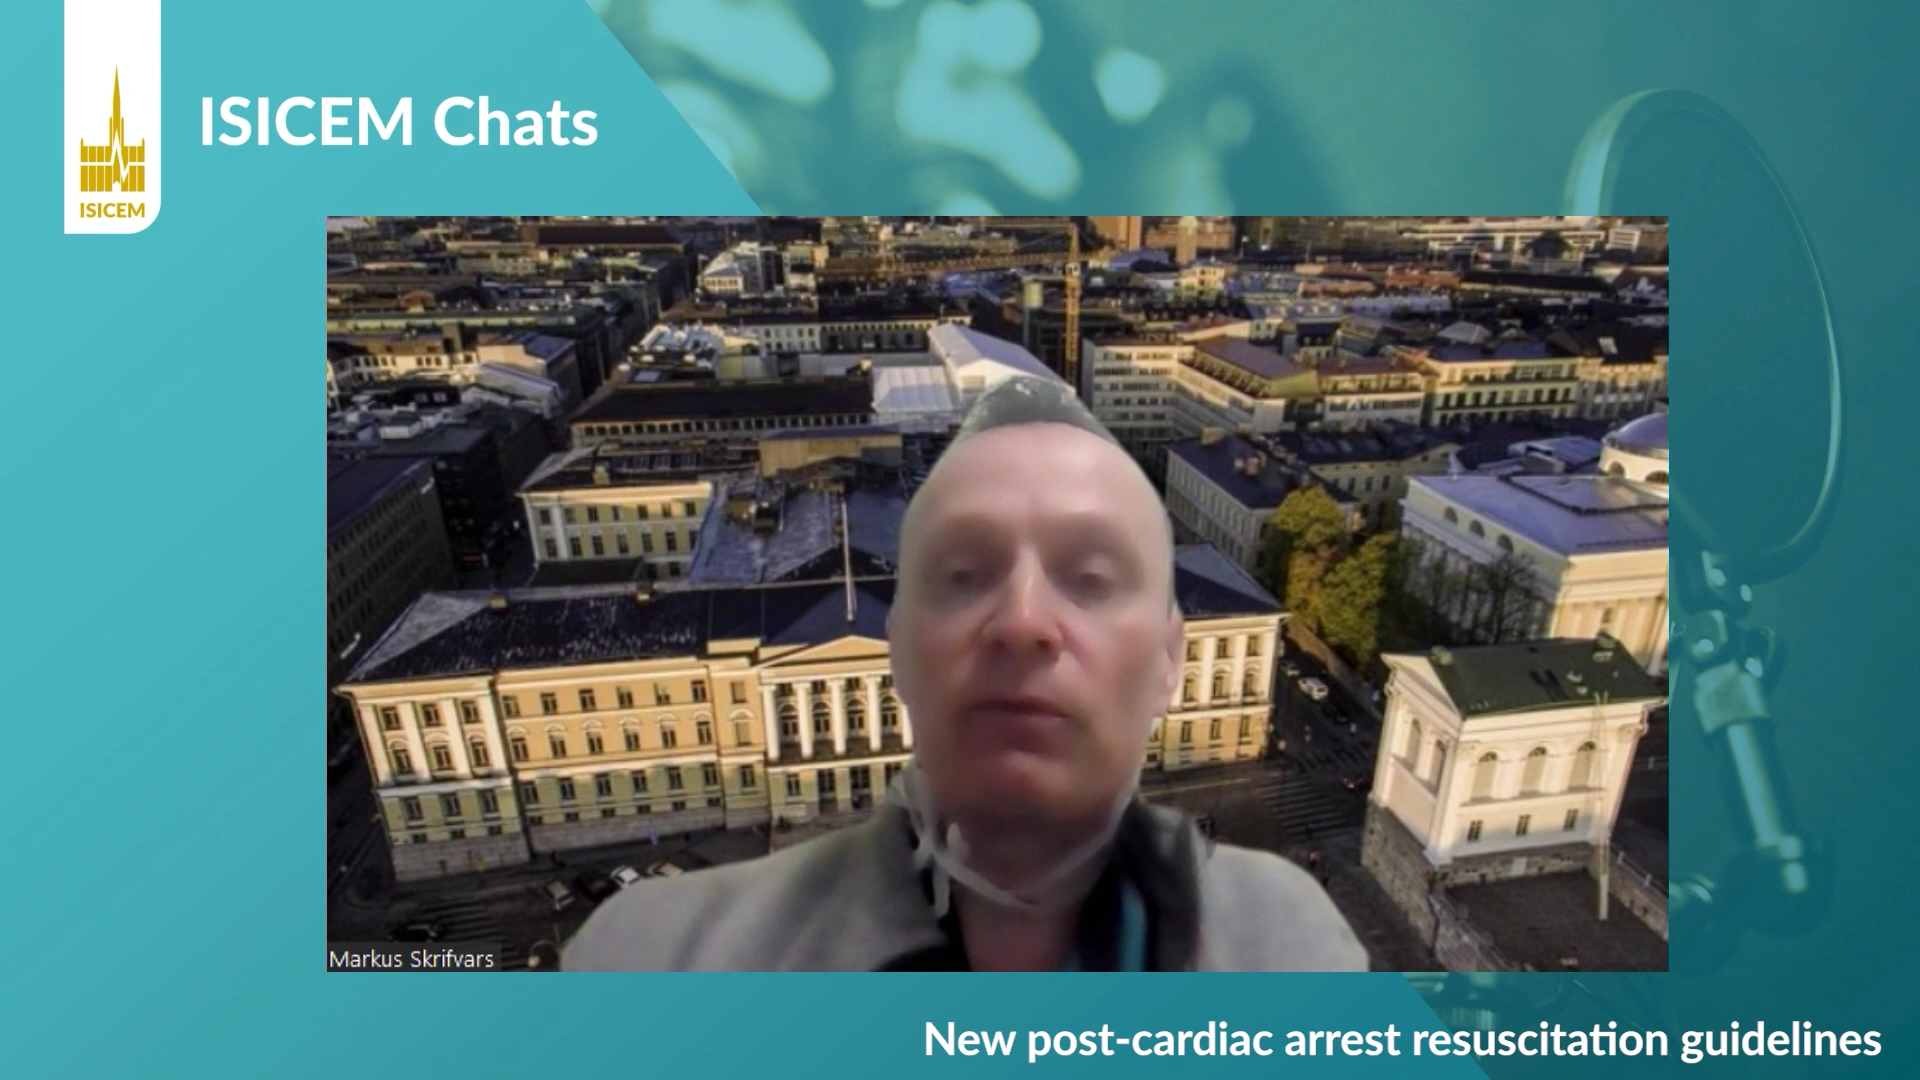 ISICEM Chats
ISICEM
Markus Skrifvars
New post-cardiac arrest resuscitation guidelines